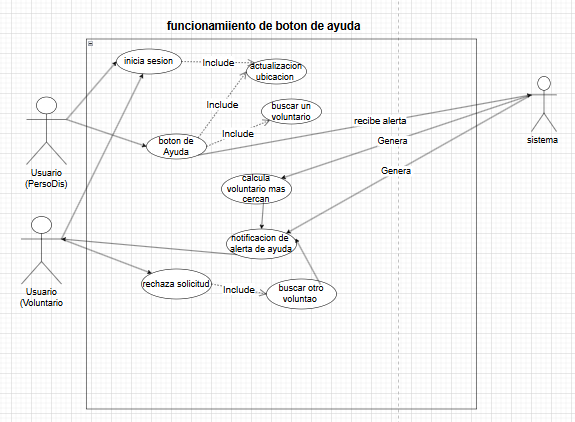 funcionamiiento de boton de ayuda
inicia sesion
Include
actualizacion
ubicacion
Include
buscar un
voluntario
recibe alerta
Include
boton de
Ayuda
Genera
sistema
Usuario
(PersoDis)
Genera
calcula
voluntario mas
cercan
notificacion de
alerta de ayuda
rechaza solicitud
Include
buscar otro
voluntao
Usuario
(Voluntario